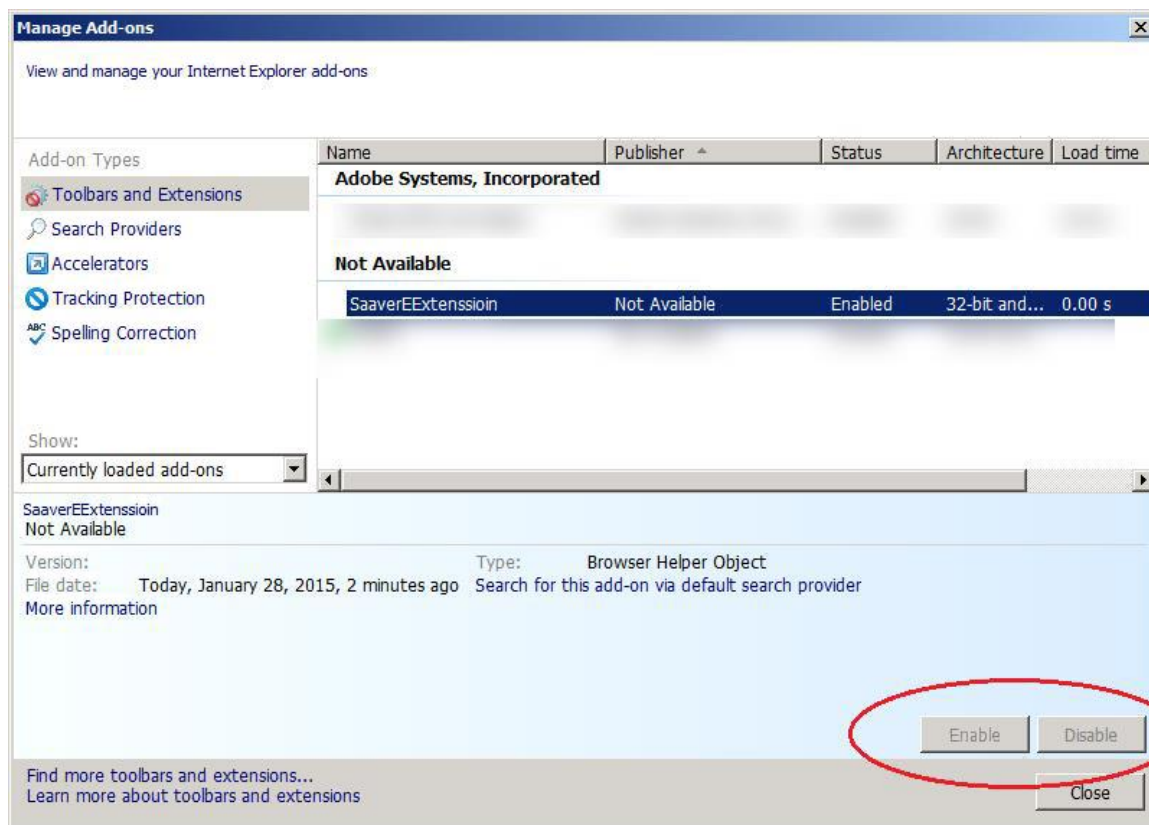 Manage Add-ons
View and manage your Internet Explorer add-ons
Add-on Types
Toolbars and Extensions
Search Providers
Accelerators
Tracking Protection
ABC Spelling Correction
Show:
Currently loaded add-ons
Name Publisher Status Architecture Load time
Adobe Systems, Incorporated
Not Available
SaaverEExtenssioin Not Available Enabled 32-bit and... 0.00 s
SaaverEExtenssioin
Not Available
Version: Type: Browser Helper Object
File date: Today, January 28, 2015, 2 minutes ago Search for this add-on via default search provider
More information
Enable Disable
Find more toolbars and extensions...
Learn more about toolbars and extensions
Close